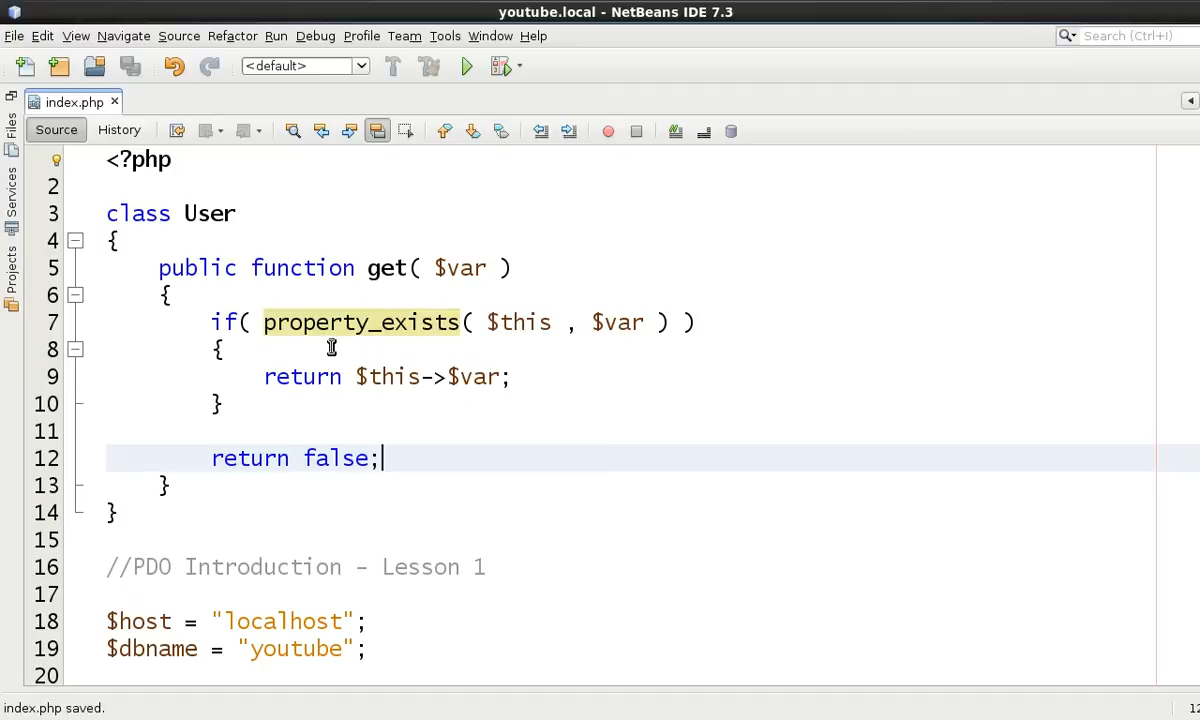 youtube.local - NetBeans IDE 7.3
File Edit View Navigate Source Refactor Run Debug Profile Team Tools Window Help
Search (Ctrl+I)
<default>
index.php
Source History
Files
Services
Projects
<?php
2
3 class User
4 {
5 public function get( $var )
6 {
7 if( property_exists( $this , $var ) )
8 {
9 return $this->$var;
10 }
11
12 return false;
13 }
14 }
15
16 //PDO Introduction - Lesson 1
17
18 $host = "localhost";
19 $dbname = "youtube";
20
index.php saved.
12